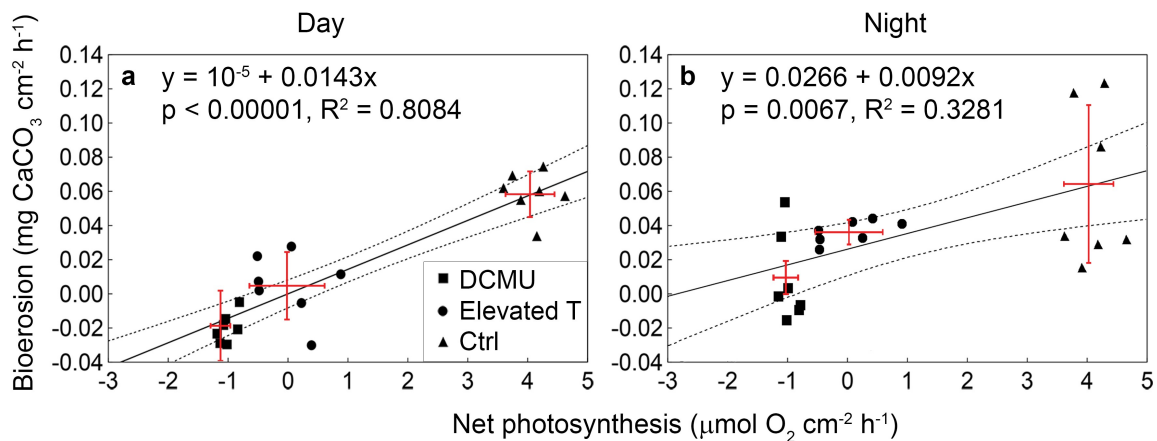 Day
Night
Bioerosion (mg CaCO₃ cm⁻² h⁻¹)
0.14
0.12
0.10
0.08
0.06
0.04
0.02
0.00
-0.02
-0.04
a
y = 10⁻⁵ + 0.0143x
p < 0.00001, R² = 0.8084
DCMU
Elevated T
Ctrl
-3 -2 -1 0 1 2 3 4 5
0.14
0.12
0.10
0.08
0.06
0.04
0.02
0.00
-0.02
-0.04
b
y = 0.0266 + 0.0092x
p = 0.0067, R² = 0.3281
-3 -2 -1 0 1 2 3 4 5
Net photosynthesis (μmol O₂ cm⁻² h⁻¹)